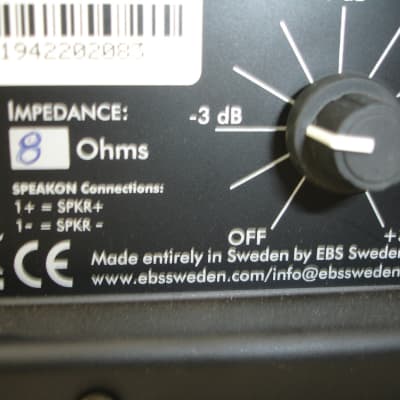 1942202083
IMPEDANCE:
8 Ohms
-3 dB
SPEAKON Connections:
1+ = SPKR+
1- = SPKR -
OFF
CE
Made entirely in Sweden by EBS Sweden
www.ebssweden.com/info@ebssweden